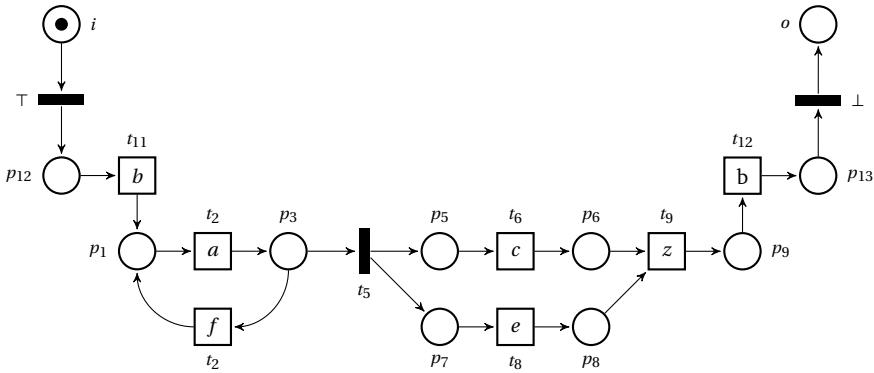 i o
⊤ ⊥
t₁₁ t₁₂
p₁₂ b b p₁₃
t₂ p₃ p₅ t₆ p₆ t₉
p₁ a c z p₉
t₅
f e
t₂ p₇ t₈ p₈